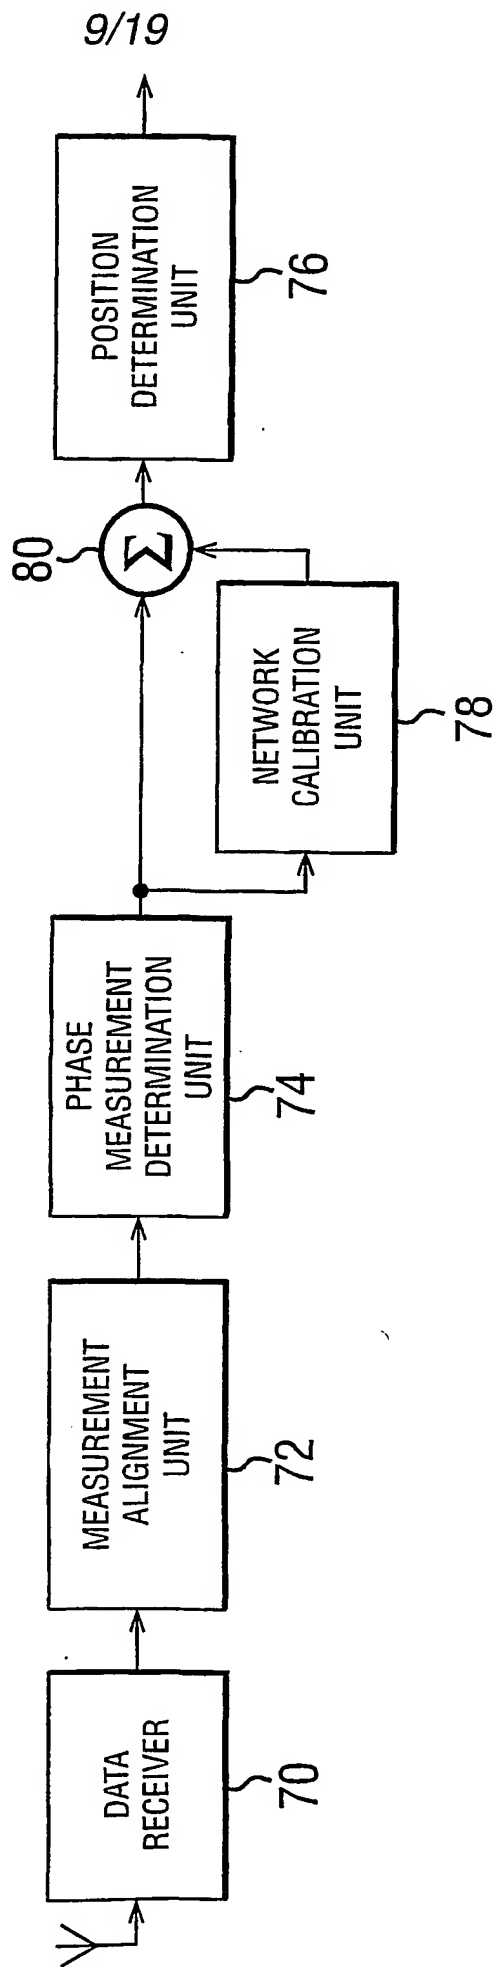 9/19
DATA
RECEIVER
70
MEASUREMENT
ALIGNMENT
UNIT
72
PHASE
MEASUREMENT
DETERMINATION
UNIT
74
NETWORK
CALIBRATION
UNIT
78
80
Σ
POSITION
DETERMINATION
UNIT
76